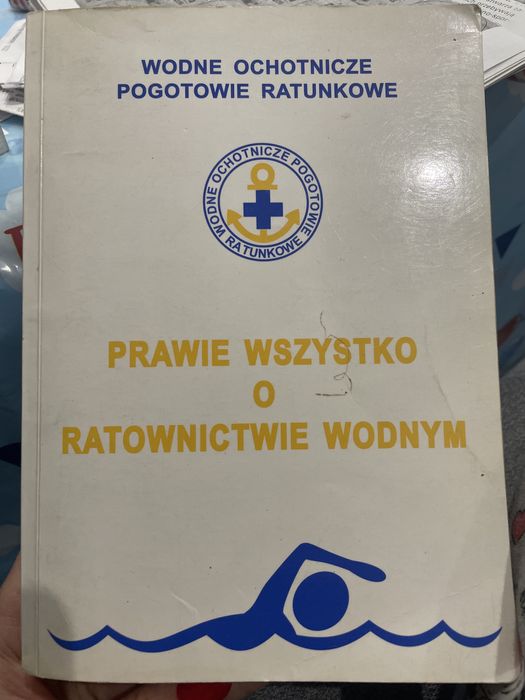 WODNE OCHOTNICZE
POGOTOWIE RATUNKOWE
WODNE OCHOTNICZE POGOTOWIE
RATUNKOWE
PRAWIE WSZYSTKO
O
RATOWNICTWIE WODNYM